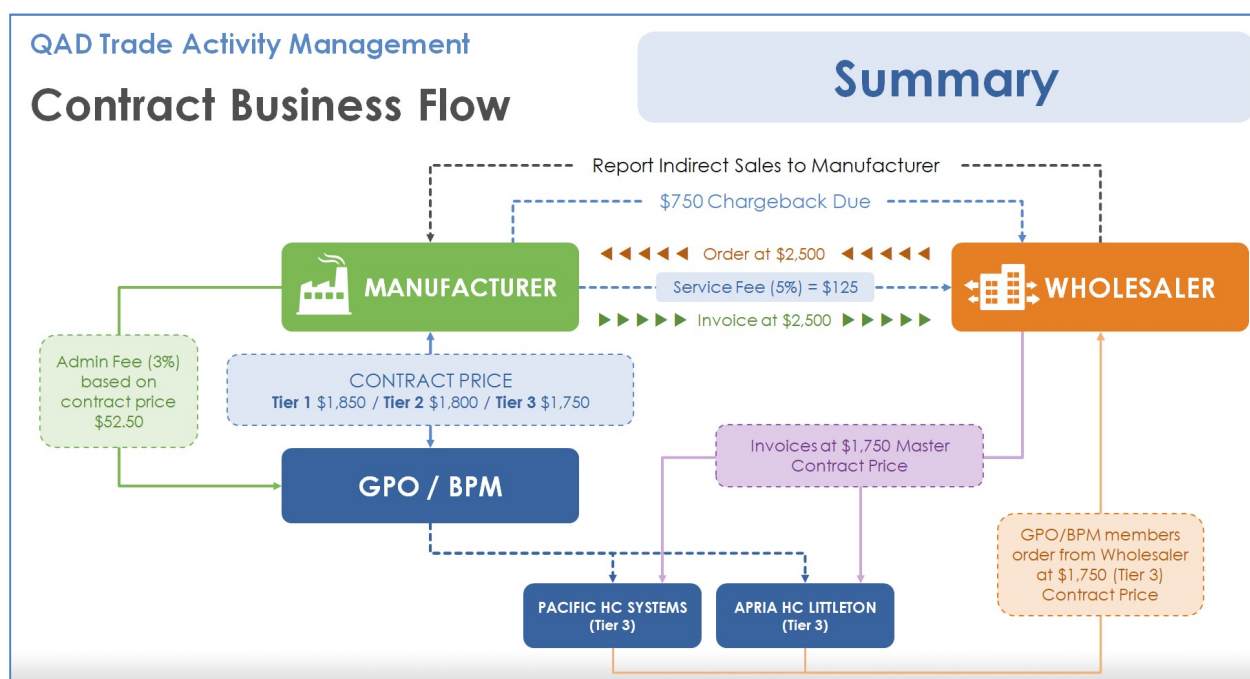 QAD Trade Activity Management
Contract Business Flow
Summary
Report Indirect Sales to Manufacturer
$750 Chargeback Due
MANUFACTURER
Order at $2,500
Service Fee (5%) = $125
Invoice at $2,500
WHOLESALER
Admin Fee (3%)
based on
contract price
$52.50
CONTRACT PRICE
Tier 1 $1,850 / Tier 2 $1,800 / Tier 3 $1,750
Invoices at $1,750 Master
Contract Price
GPO / BPM
GPO/BPM members
order from Wholesaler
at $1,750 (Tier 3)
Contract Price
PACIFIC HC SYSTEMS
(Tier 3)
APRIA HC LITTLETON
(Tier 3)